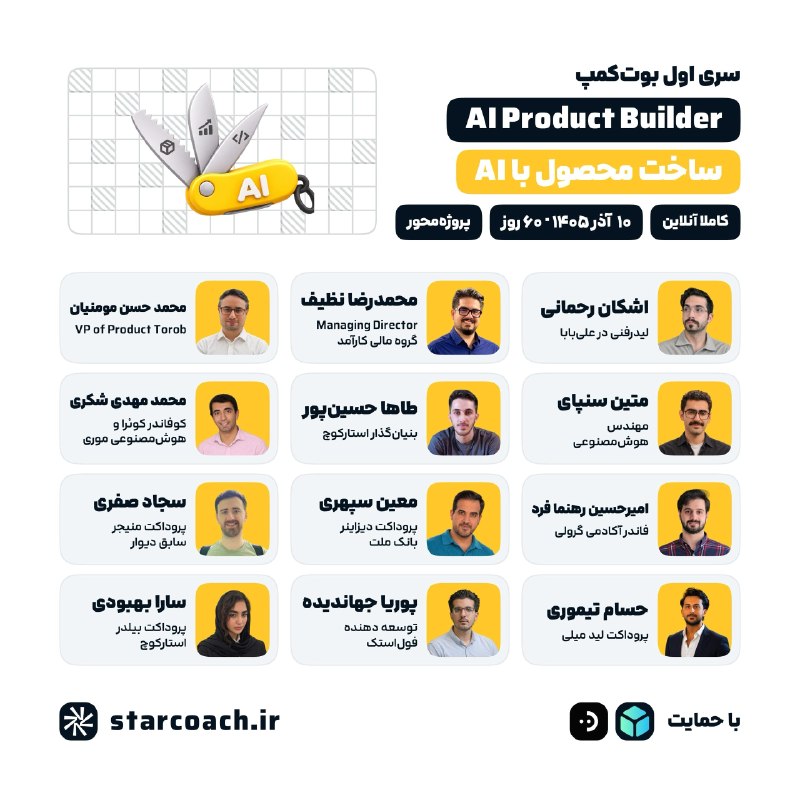 سری اول بوت‌کمپ
AI Product Builder
ساخت محصول با AI
کاملا آنلاین
۱۰ آذر ۱۴۰۵ - ۶۰ روز
پروژه‌محور
AI
اشکان رحمانی
لیدرفنی در علی‌بابا
محمدرضا نظیف
Managing Director
گروه مالی کارآمد
محمد حسن مومنیان
VP of Product Torob
متین سنپای
مهندس
هوش‌مصنوعی
طاها حسین‌پور
بنیان‌گذار استارکوچ
محمد مهدی شکری
کوفاندر کوئرا و
هوش‌مصنوعی موری
امیرحسین رهنما فرد
فاندر آکادمی گرولی
معین سپهری
پروداکت دیزاینر
بانک ملت
سجاد صفری
پروداکت منیجر
سابق دیوار
حسام تیموری
پروداکت لید میلی
پوریا جهاندیده
توسعه دهنده
فول‌استک
سارا بهبودی
پروداکت بیلدر
استارکوچ
با حمایت
starcoach.ir